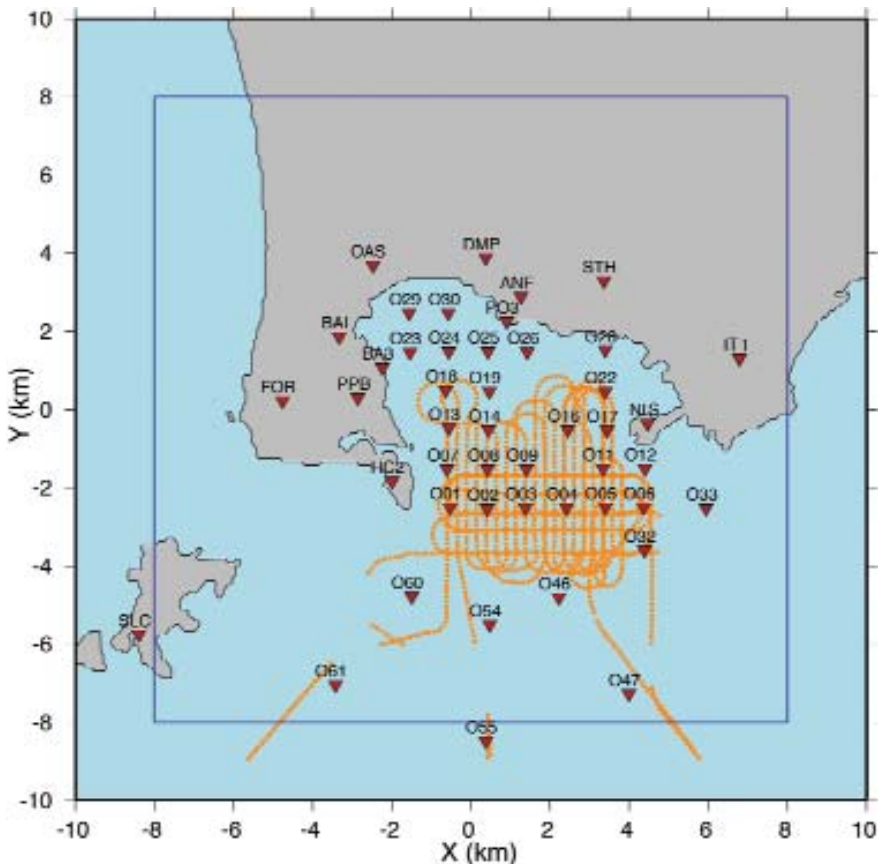 10
8
6
4
2
0
-2
-4
-6
-8
-10
Y (km)
DMP
OAS
STH
ANF
O29 O30
PO3
BAI
O23 O24 O25 O26
IT1
BA3
O18 O19 O22
FOR PPB
NIS
O13 O14 O16 O17
O07 O08 O09 O11 O12
HC2
O01 O02 O03 O04 O05 O06 O33
O32
O60 O46
O54
SLC
O61 O47
O55
-10 -8 -6 -4 -2 0 2 4 6 8 10
X (km)